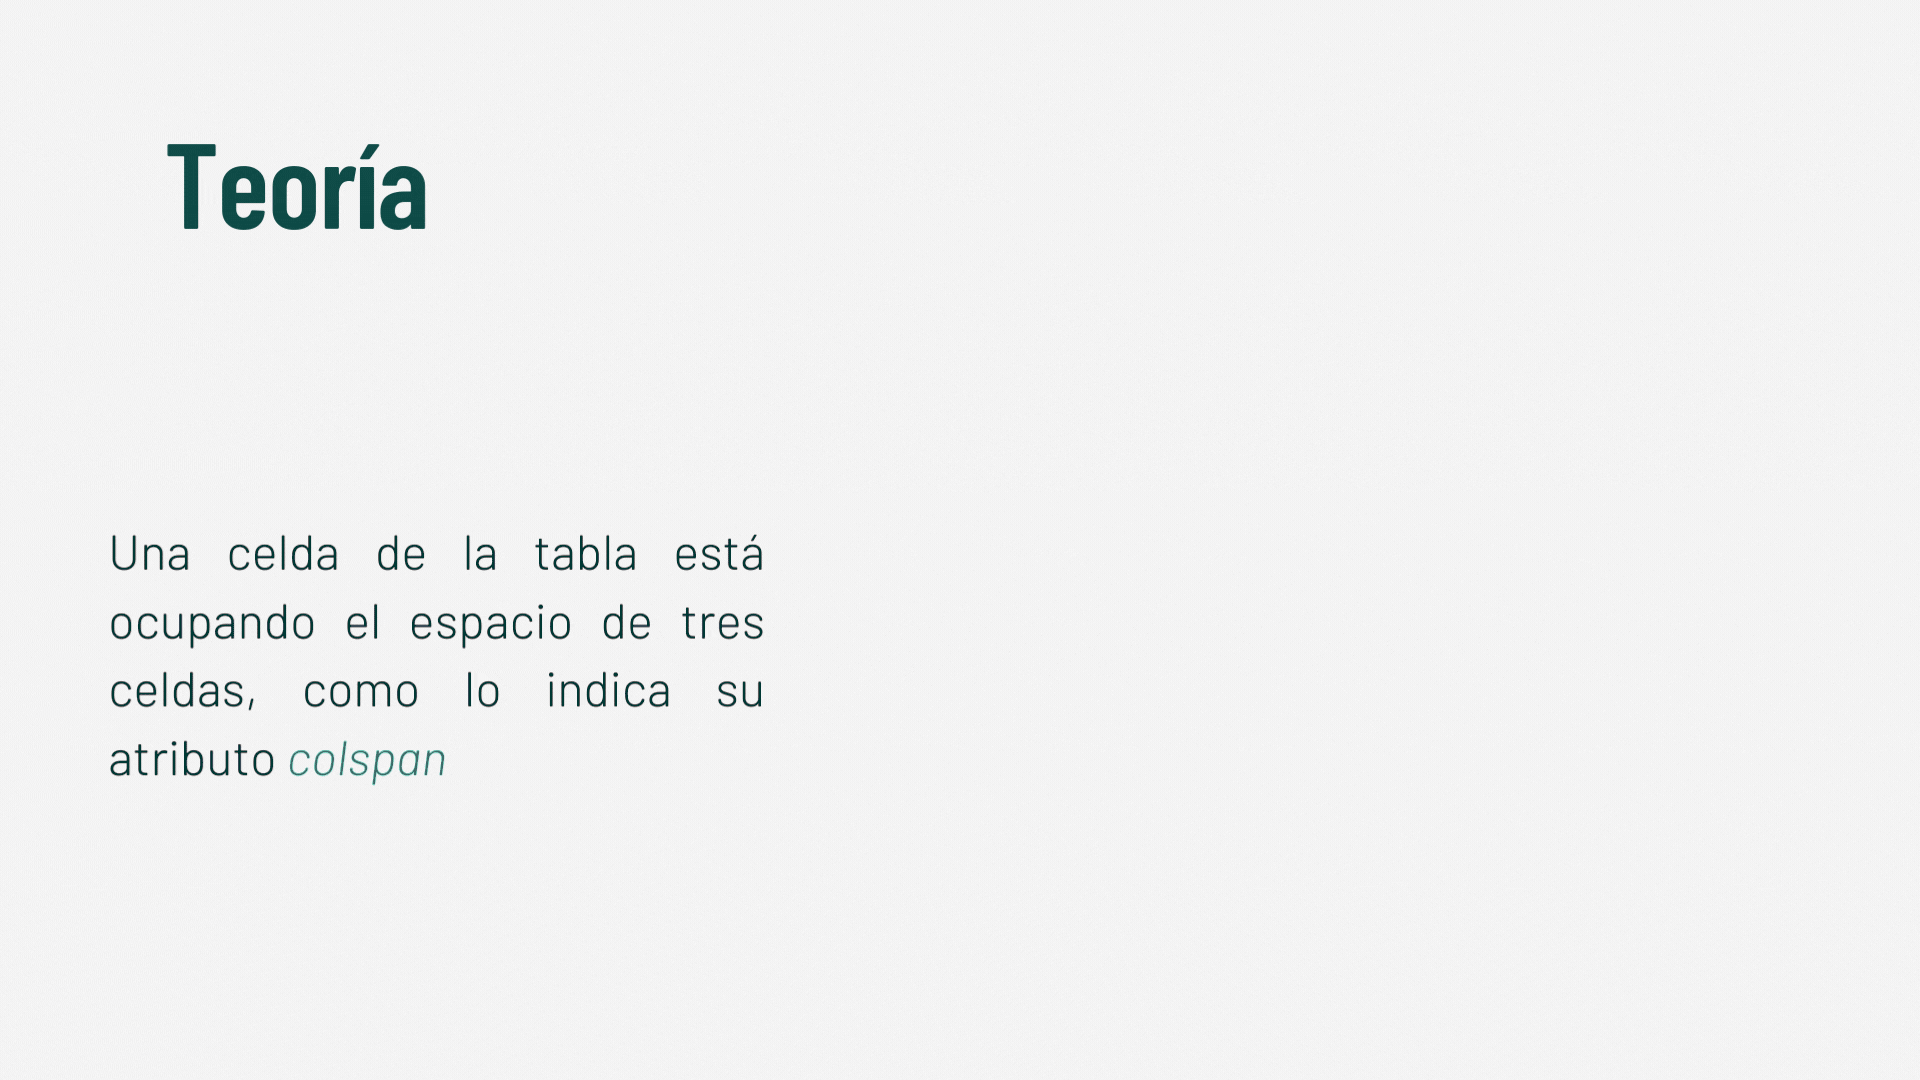 Teoría
Una celda de la tabla está
ocupando el espacio de tres
celdas, como lo indica su
atributo colspan